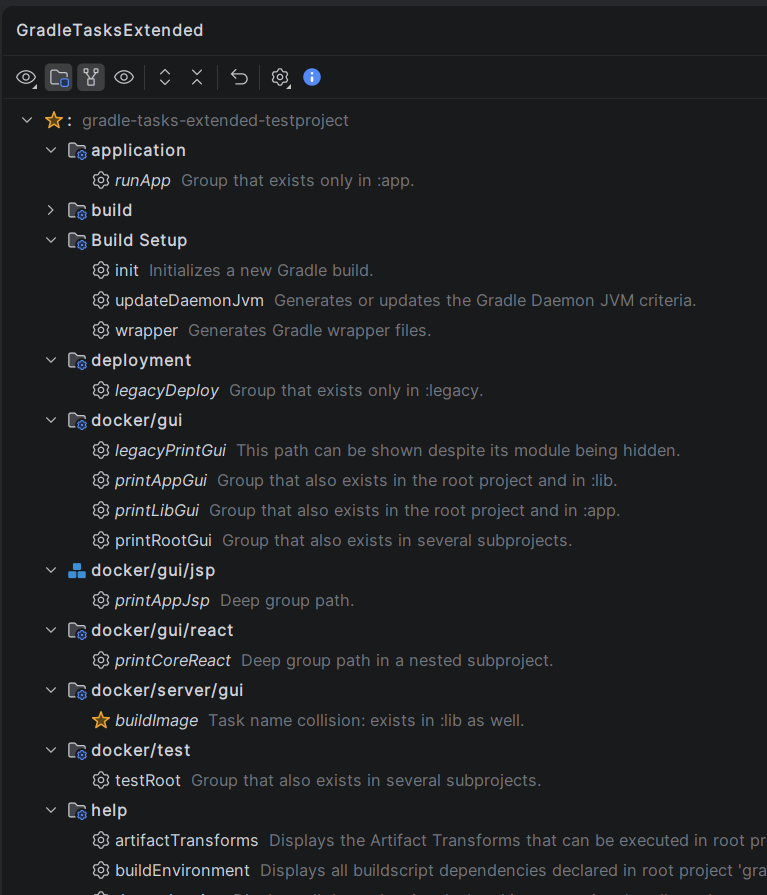 GradleTasksExtended
: gradle-tasks-extended-testproject
application
runApp Group that exists only in :app.
build
Build Setup
init Initializes a new Gradle build.
updateDaemonJvm Generates or updates the Gradle Daemon JVM criteria.
wrapper Generates Gradle wrapper files.
deployment
legacyDeploy Group that exists only in :legacy.
docker/gui
legacyPrintGui This path can be shown despite its module being hidden.
printAppGui Group that also exists in the root project and in :lib.
printLibGui Group that also exists in the root project and in :app.
printRootGui Group that also exists in several subprojects.
docker/gui/jsp
printAppJsp Deep group path.
docker/gui/react
printCoreReact Deep group path in a nested subproject.
docker/server/gui
buildImage Task name collision: exists in :lib as well.
docker/test
testRoot Group that also exists in several subprojects.
help
artifactTransforms Displays the Artifact Transforms that can be executed in root pr
buildEnvironment Displays all buildscript dependencies declared in root project 'gra